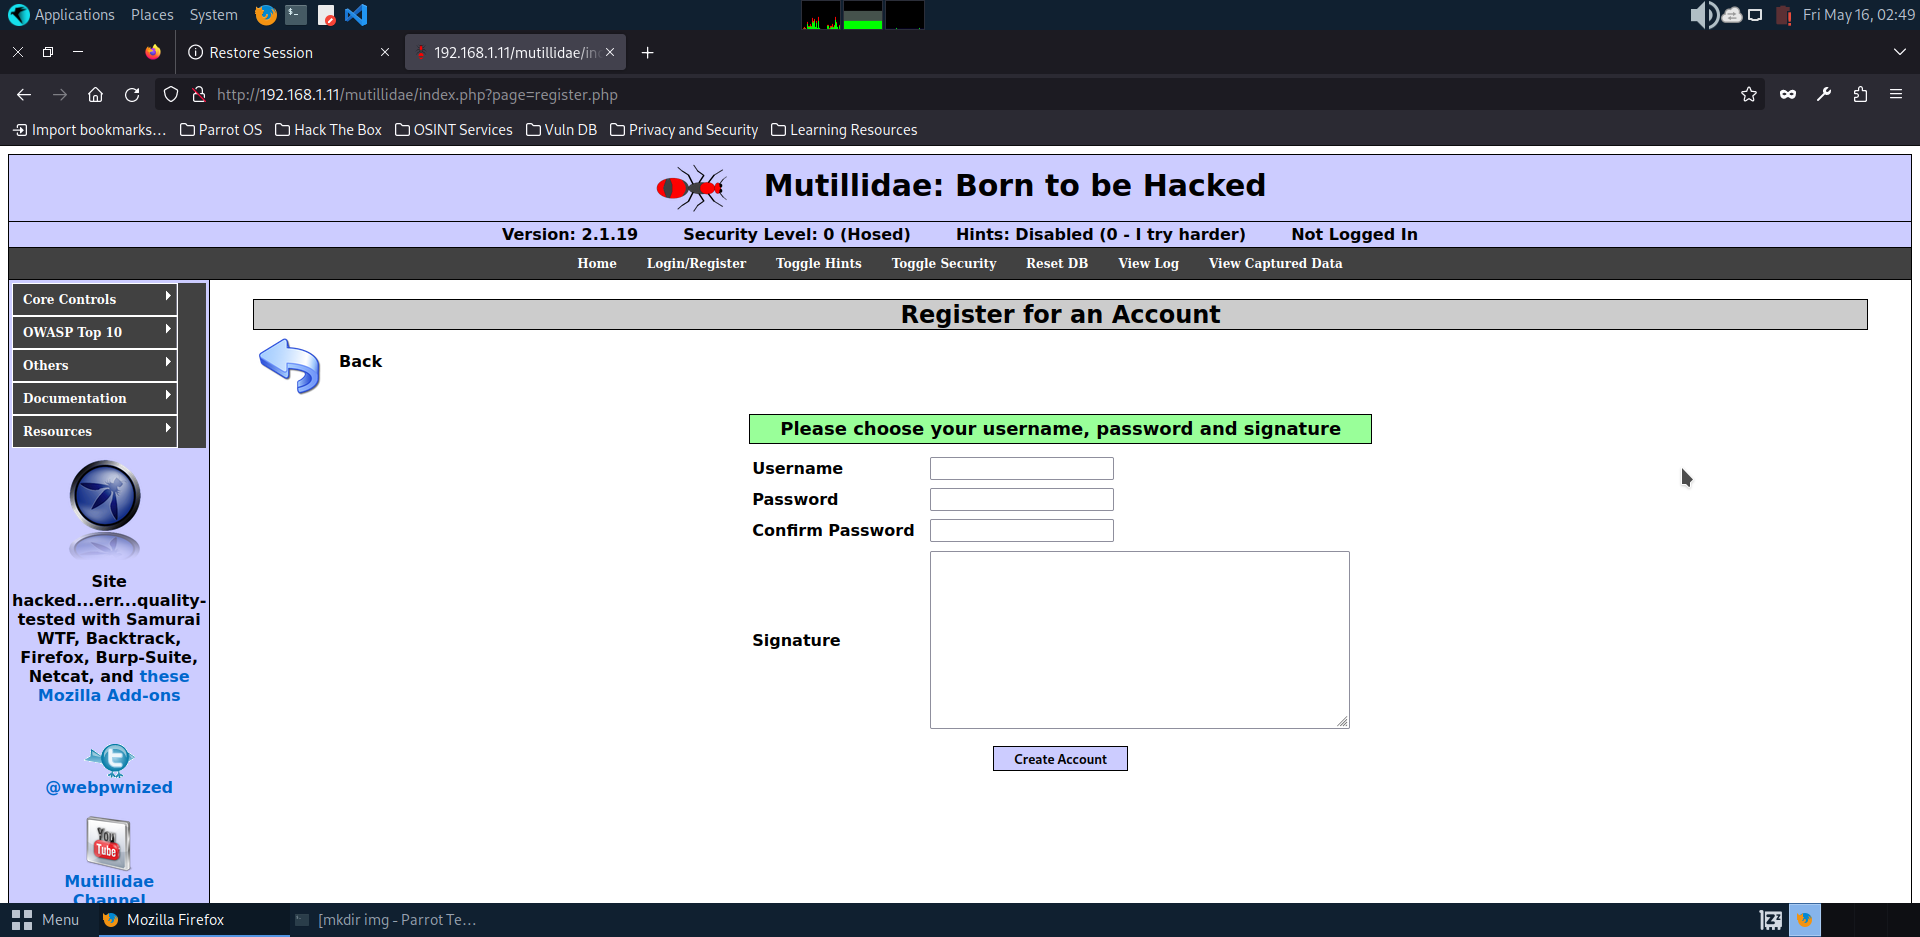 Applications Places System Fri May 16, 02:49
Restore Session 192.168.1.11/mutillidae/in
http://192.168.1.11/mutillidae/index.php?page=register.php
Import bookmarks... Parrot OS Hack The Box OSINT Services Vuln DB Privacy and Security Learning Resources
Mutillidae: Born to be Hacked
Version: 2.1.19 Security Level: 0 (Hosed) Hints: Disabled (0 - I try harder) Not Logged In
Home Login/Register Toggle Hints Toggle Security Reset DB View Log View Captured Data
Core Controls
OWASP Top 10
Others
Documentation
Resources
Site
hacked...err...quality-
tested with Samurai
WTF, Backtrack,
Firefox, Burp-Suite,
Netcat, and these
Mozilla Add-ons
@webpwnized
You
Tube
Mutillidae
Channel
Register for an Account
Back
Please choose your username, password and signature
Username
Password
Confirm Password
Signature
Create Account
Menu Mozilla Firefox [mkdir img - Parrot Te...